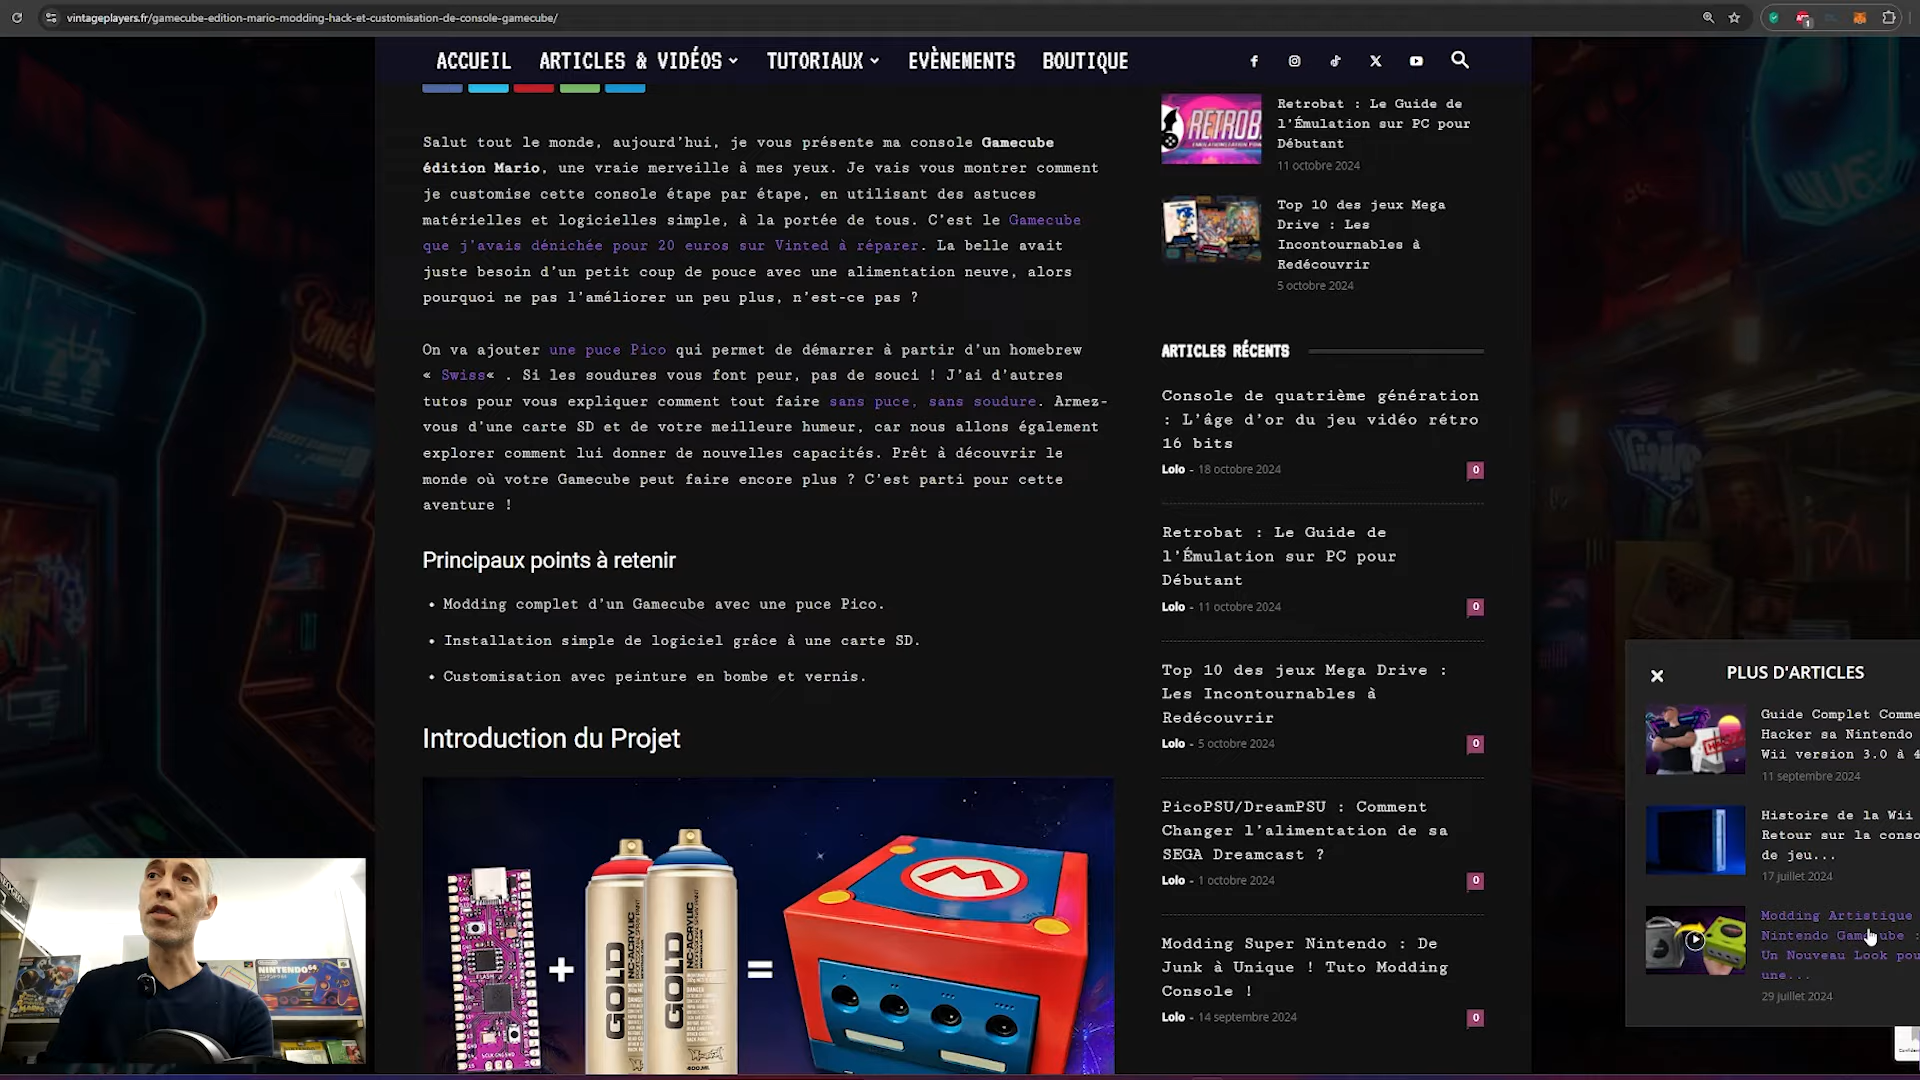 vintageplayers.fr/gamecube-edition-mario-modding-hack-et-customisation-de-console-gamecube/
ACCUEIL
ARTICLES & VIDÉOS
TUTORIAUX
EVÈNEMENTS
BOUTIQUE
Salut tout le monde, aujourd'hui, je vous présente ma console Gamecube
édition Mario, une vraie merveille à mes yeux. Je vais vous montrer comment
je customise cette console étape par étape, en utilisant des astuces
matérielles et logicielles simple, à la portée de tous. C'est le Gamecube
que j'avais dénichée pour 20 euros sur Vinted à réparer. La belle avait
juste besoin d'un petit coup de pouce avec une alimentation neuve, alors
pourquoi ne pas l'améliorer un peu plus, n'est-ce pas ?
On va ajouter une puce Pico qui permet de démarrer à partir d'un homebrew
« Swiss« . Si les soudures vous font peur, pas de souci ! J'ai d'autres
tutos pour vous expliquer comment tout faire sans puce, sans soudure. Armez-
vous d'une carte SD et de votre meilleure humeur, car nous allons également
explorer comment lui donner de nouvelles capacités. Prêt à découvrir le
monde où votre Gamecube peut faire encore plus ? C'est parti pour cette
aventure !
Principaux points à retenir
• Modding complet d'un Gamecube avec une puce Pico.
• Installation simple de logiciel grâce à une carte SD.
• Customisation avec peinture en bombe et vernis.
Introduction du Projet
GOLD
NC-ACRYLIC
GOLD
NC-ACRYLIC
400ML
+
=
M
RETROB
Retrobat : Le Guide de
l'Émulation sur PC pour
Débutant
11 octobre 2024
Top 10 des jeux Mega
Drive : Les
Incontournables à
Redécouvrir
5 octobre 2024
ARTICLES RÉCENTS
Console de quatrième génération
: L'âge d'or du jeu vidéo rétro
16 bits
Lolo - 18 octobre 2024
0
Retrobat : Le Guide de
l'Émulation sur PC pour
Débutant
Lolo - 11 octobre 2024
0
Top 10 des jeux Mega Drive :
Les Incontournables à
Redécouvrir
Lolo - 5 octobre 2024
0
PicoPSU/DreamPSU : Comment
Changer l'alimentation de sa
SEGA Dreamcast ?
Lolo - 1 octobre 2024
0
Modding Super Nintendo : De
Junk à Unique ! Tuto Modding
Console !
Lolo - 14 septembre 2024
0
PLUS D'ARTICLES
Guide Complet Comme
Hacker sa Nintendo
Wii version 3.0 à 4
11 septembre 2024
Histoire de la Wii
Retour sur la conso
de jeu...
17 juillet 2024
Modding Artistique
Nintendo Gamecube :
Un Nouveau Look pou
une...
29 juillet 2024
NINTENDO 64